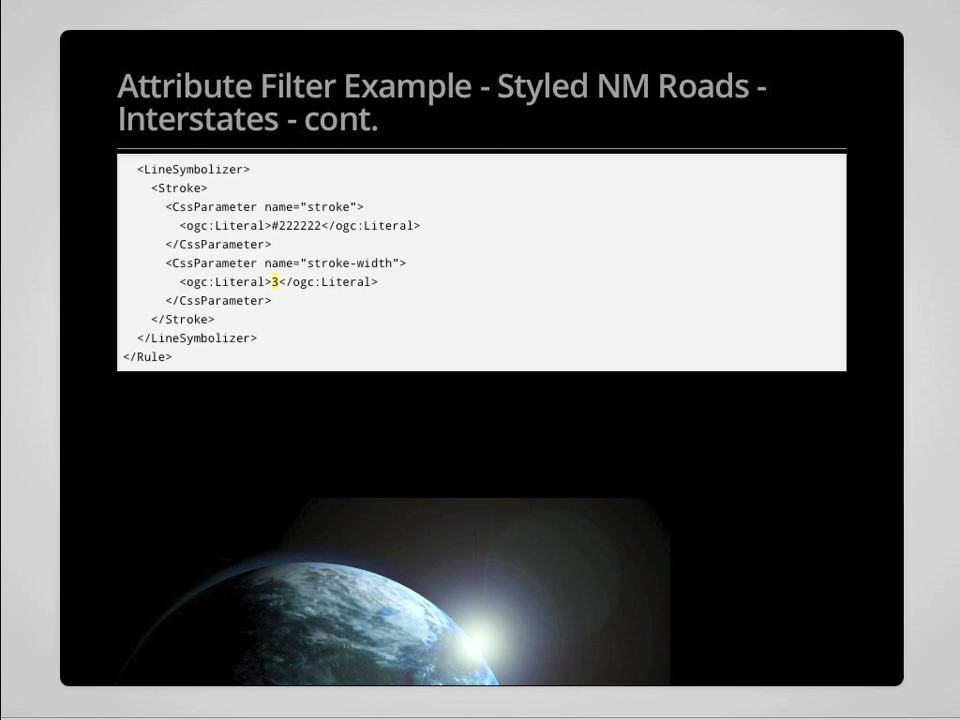 Attribute Filter Example - Styled NM Roads -
Interstates - cont.
  <LineSymbolizer>
    <Stroke>
      <CssParameter name="stroke">
        <ogc:Literal>#222222</ogc:Literal>
      </CssParameter>
      <CssParameter name="stroke-width">
        <ogc:Literal>3</ogc:Literal>
      </CssParameter>
    </Stroke>
  </LineSymbolizer>
</Rule>